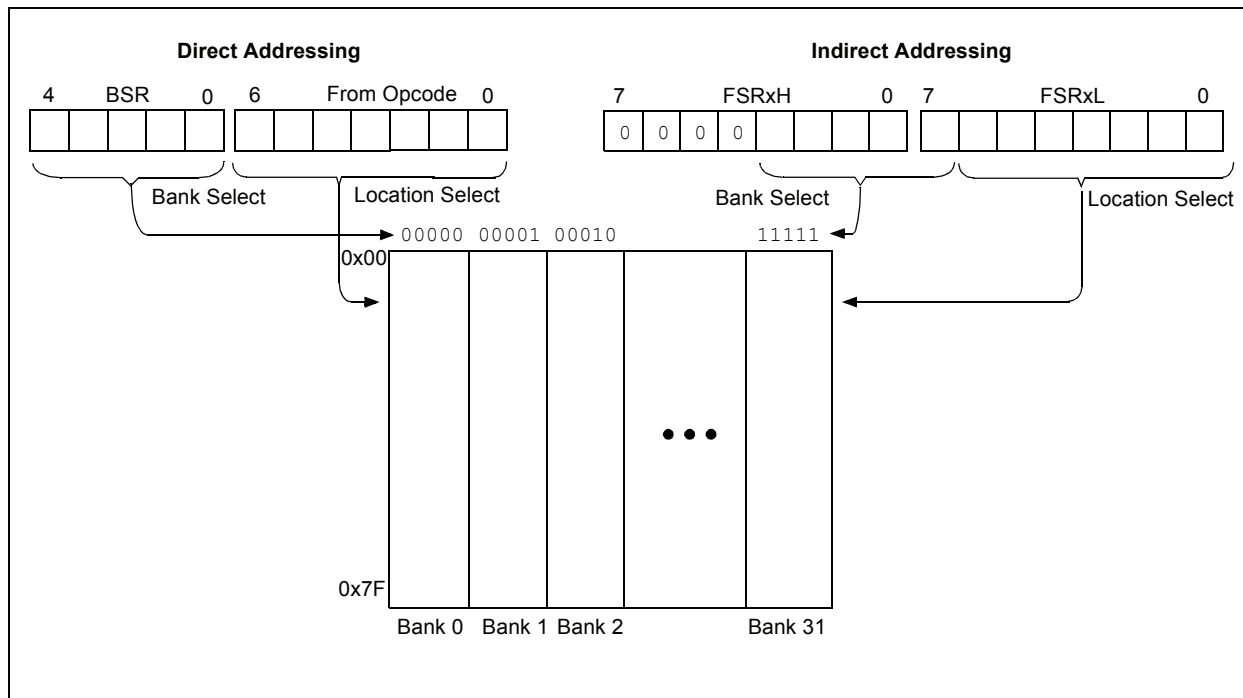 Direct Addressing
Indirect Addressing
4 BSR 0 6 From Opcode 0
7 FSRxH 0 7 FSRxL 0
0 0 0 0
Bank Select
Location Select
Bank Select
Location Select
00000 00001 00010 11111
0x00
0x7F
Bank 0 Bank 1 Bank 2 Bank 31